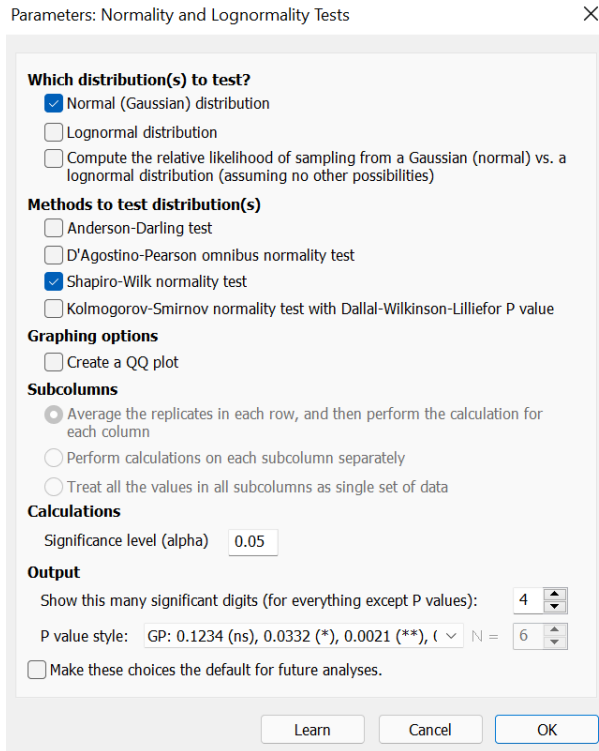 Parameters: Normality and Lognormality Tests
Which distribution(s) to test?
Normal (Gaussian) distribution
Lognormal distribution
Compute the relative likelihood of sampling from a Gaussian (normal) vs. a
lognormal distribution (assuming no other possibilities)
Methods to test distribution(s)
Anderson-Darling test
D'Agostino-Pearson omnibus normality test
Shapiro-Wilk normality test
Kolmogorov-Smirnov normality test with Dallal-Wilkinson-Lilliefor P value
Graphing options
Create a QQ plot
Subcolumns
Average the replicates in each row, and then perform the calculation for
each column
Perform calculations on each subcolumn separately
Treat all the values in all subcolumns as single set of data
Calculations
Significance level (alpha) 0.05
Output
Show this many significant digits (for everything except P values): 4
P value style: GP: 0.1234 (ns), 0.0332 (*), 0.0021 (**), ( N = 6
Make these choices the default for future analyses.
Learn Cancel OK